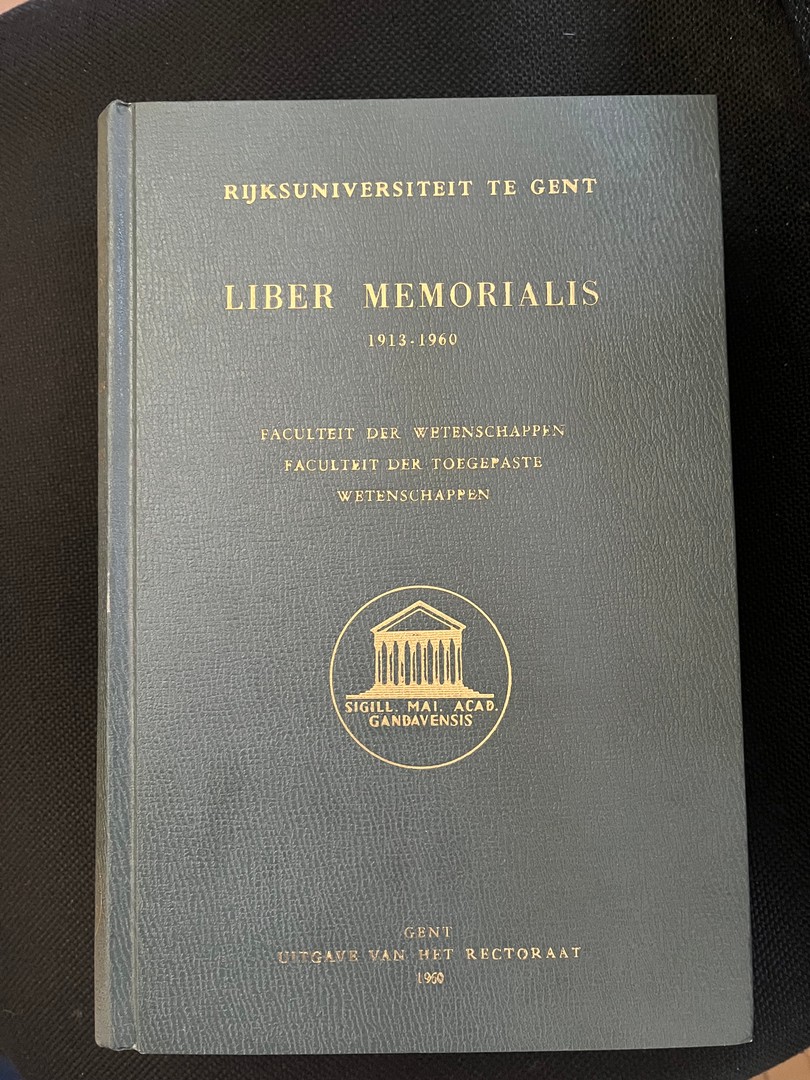 RIJKSUNIVERSITEIT TE GENT
LIBER MEMORIALIS
1913-1960
FACULTEIT DER WETENSCHAPPEN
FACULTEIT DER TOEGEPASTE
WETENSCHAPPEN
SIGILL. MAI. ACAD.
GANDAVENSIS
GENT
UITGAVE VAN HET RECTORAAT
1960